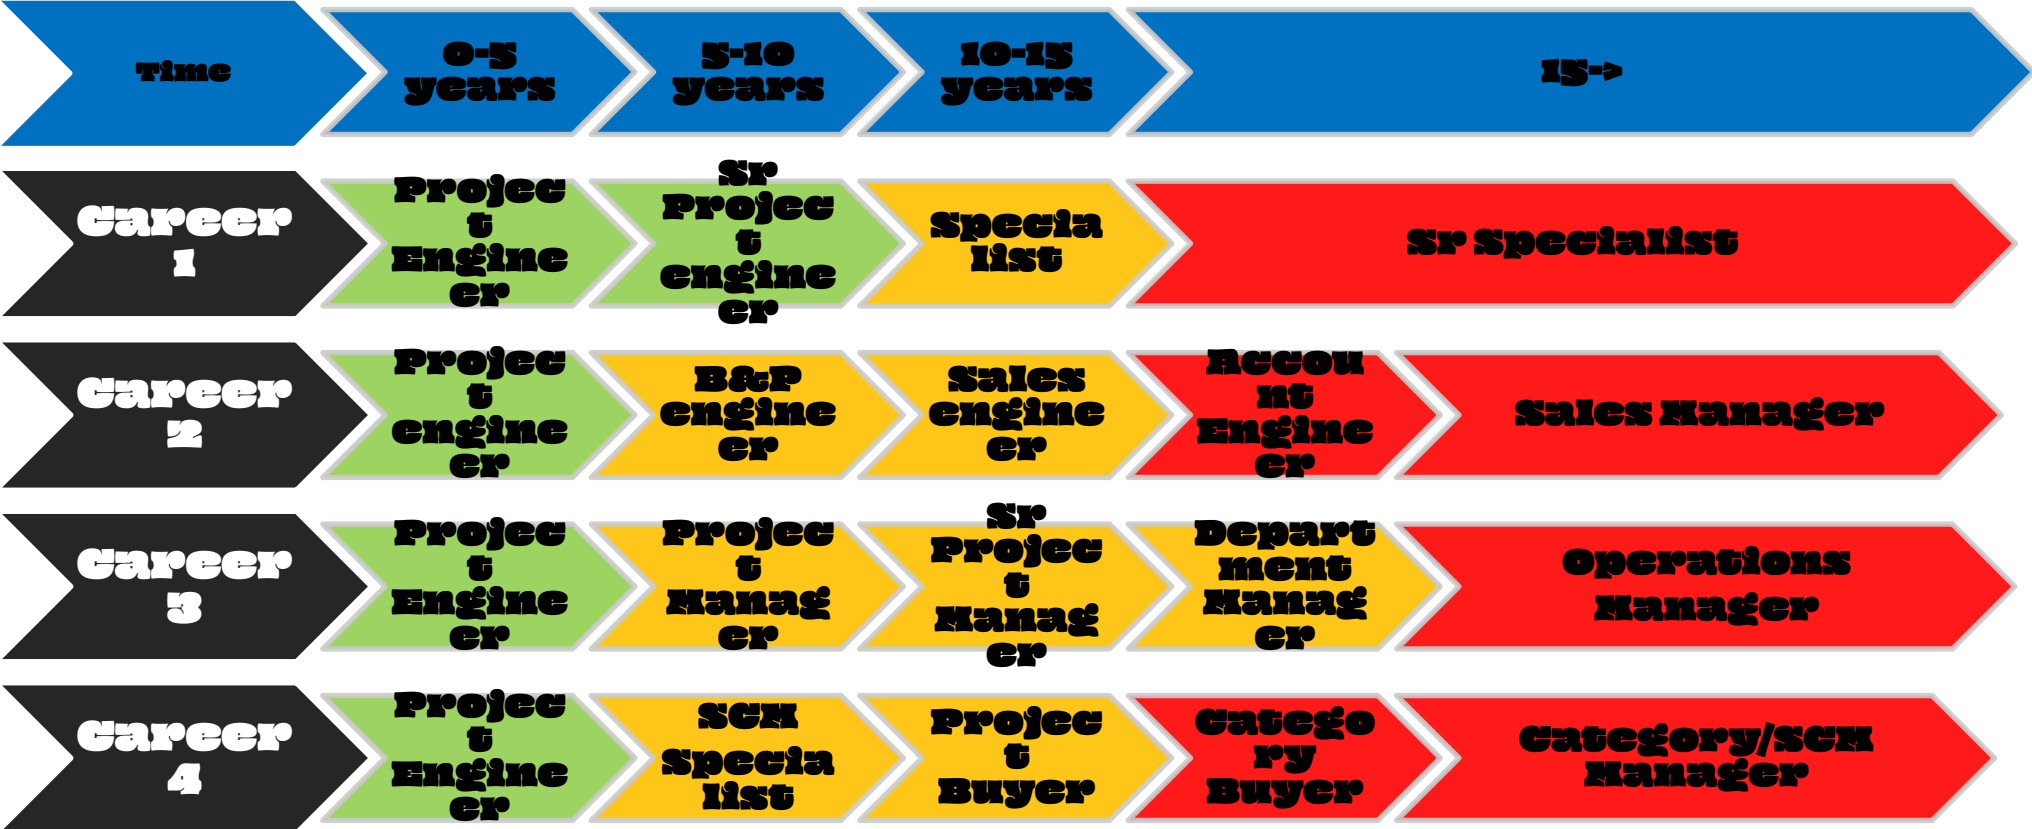 Time
0-5
years
5-10
years
10-15
years
15->
Career
1
Projec
t
Engine
er
Sr
Projec
t
engine
er
Specia
list
Sr Specialist
Career
2
Projec
t
engine
er
B&P
engine
er
Sales
engine
er
Accou
nt
Engine
er
Sales Manager
Career
3
Projec
t
Engine
er
Projec
t
Manag
er
Sr
Projec
t
Manag
er
Depart
ment
Manag
er
Operations
Manager
Career
4
Projec
t
Engine
er
SCM
Specia
list
Projec
t
Buyer
Catego
ry
Buyer
Category/SCM
Manager